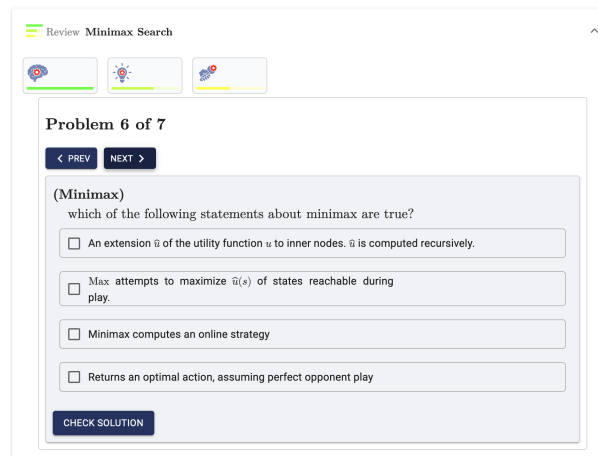 Review Minimax Search
Problem 6 of 7
PREV NEXT
(Minimax)
which of the following statements about minimax are true?
An extension û of the utility function u to inner nodes. û is computed recursively.
Max attempts to maximize û(s) of states reachable during
play.
Minimax computes an online strategy
Returns an optimal action, assuming perfect opponent play
CHECK SOLUTION